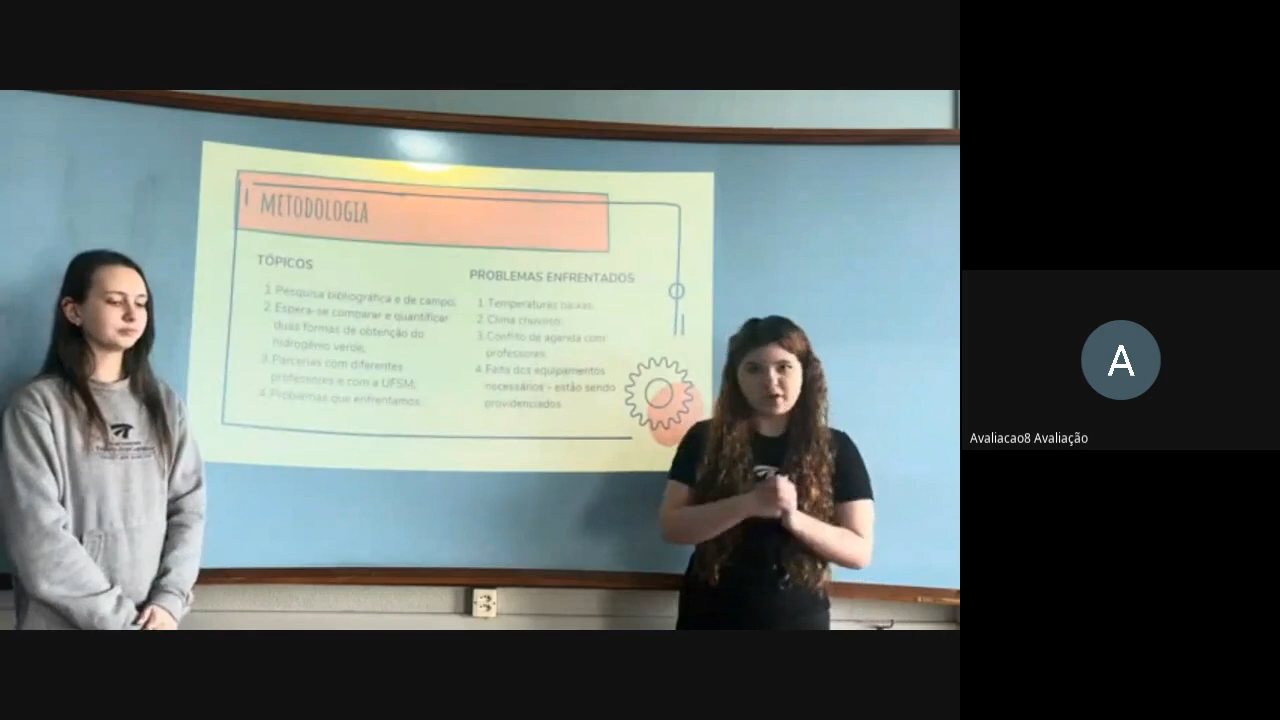 METODOLOGIA
TÓPICOS
1. Pesquisa bibliográfica e de campo;
2. Espera-se comparar e quantificar
duas formas de obtenção do
hidrogênio verde;
3. Parcerias com diferentes
professores e com a UFSM;
4. Problemas que enfrentamos.
PROBLEMAS ENFRENTADOS
1. Temperaturas baixas;
2. Clima chuvoso;
3. Conflito de agenda com
professores
4. Falta dos equipamentos
necessários - estão sendo
providenciados
A
Avaliacao8 Avaliação